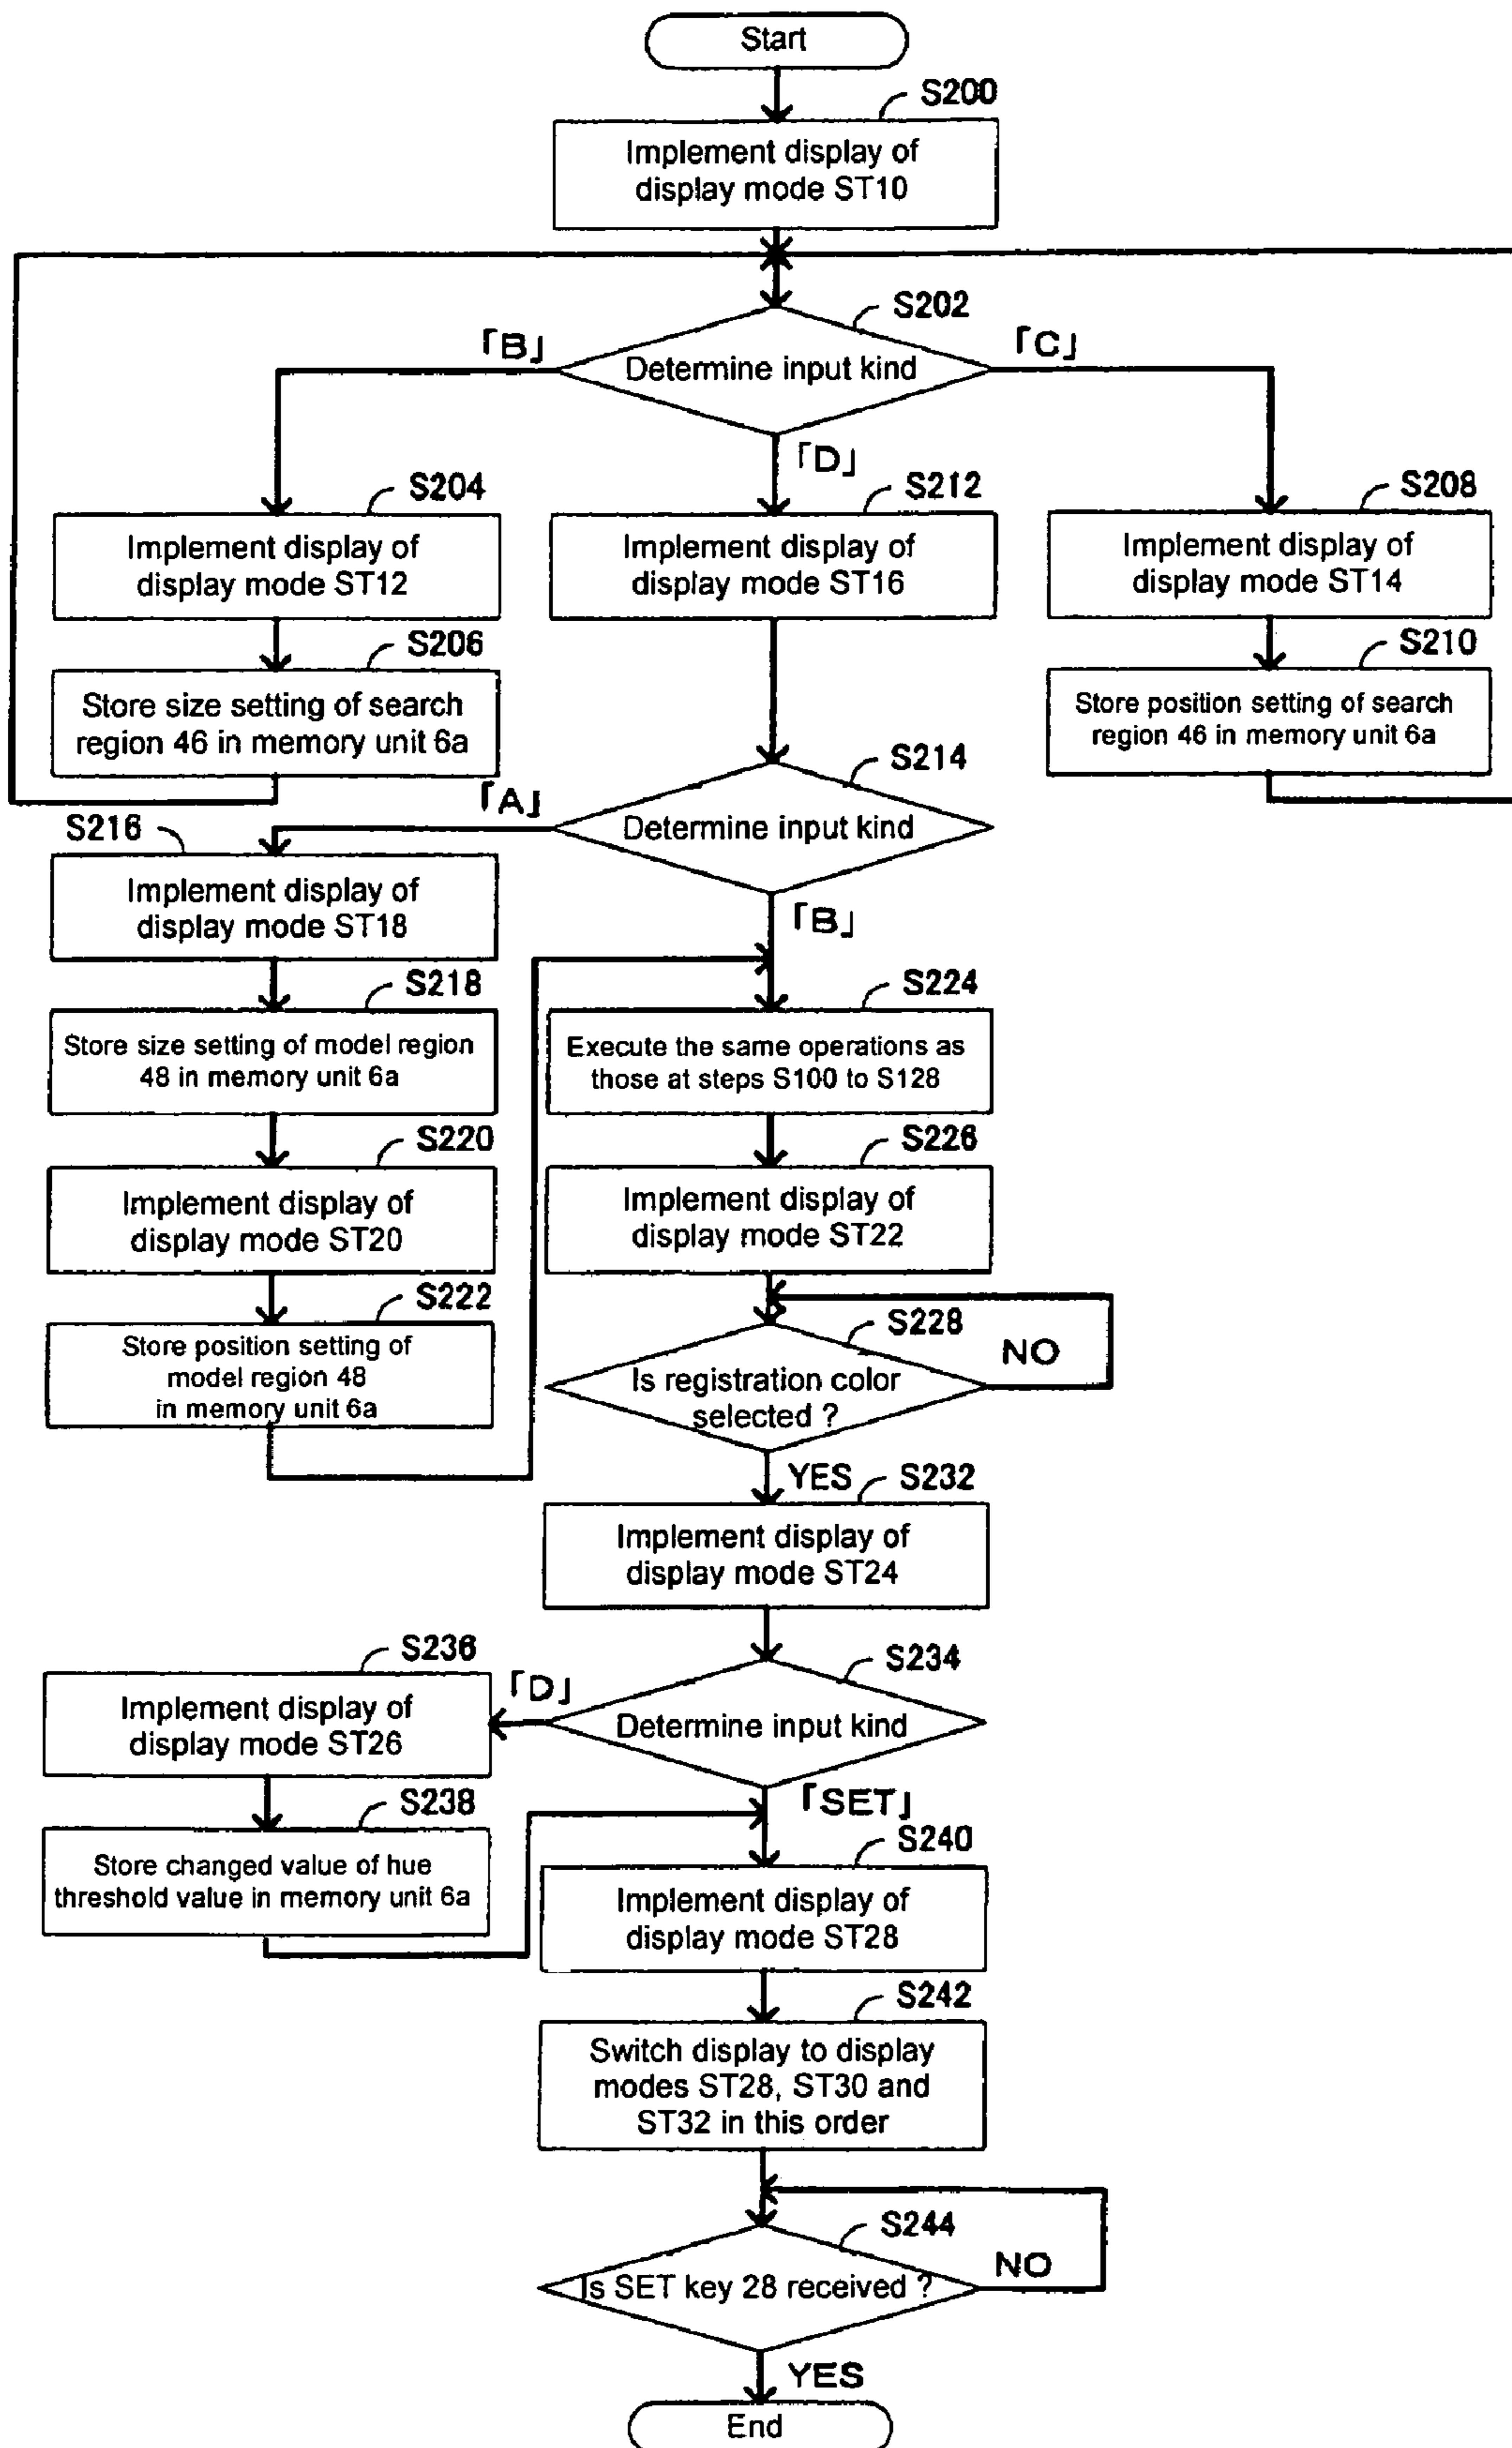 Start
S200
Implement display of
display mode ST10
S202
「B」
Determine input kind
「C」
「D」
S204
Implement display of
display mode ST12
S212
Implement display of
display mode ST16
S208
Implement display of
display mode ST14
S206
Store size setting of search
region 46 in memory unit 6a
S210
Store position setting of search
region 46 in memory unit 6a
S214
「A」
Determine input kind
「B」
S216
Implement display of
display mode ST18
S218
Store size setting of model region
48 in memory unit 6a
S220
Implement display of
display mode ST20
S222
Store position setting of
model region 48
in memory unit 6a
S224
Execute the same operations as
those at steps S100 to S128
S226
Implement display of
display mode ST22
S228
NO
Is registration color
selected ?
YES
S232
Implement display of
display mode ST24
S234
「D」
Determine input kind
「SET」
S236
Implement display of
display mode ST26
S238
Store changed value of hue
threshold value in memory unit 6a
S240
Implement display of
display mode ST28
S242
Switch display to display
modes ST28, ST30 and
ST32 in this order
S244
NO
Is SET key 28 received ?
YES
End